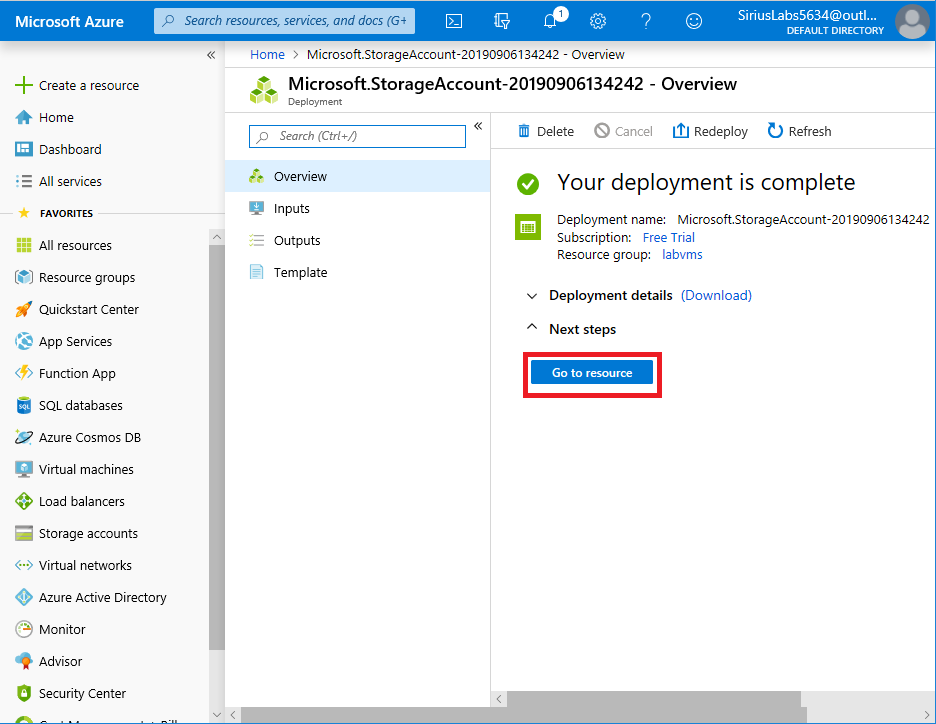 Microsoft Azure
Search resources, services, and docs (G+
1
SiriusLabs5634@outl...
DEFAULT DIRECTORY
Home > Microsoft.StorageAccount-20190906134242 - Overview
Microsoft.StorageAccount-20190906134242 - Overview
Deployment
Create a resource
Home
Dashboard
All services
FAVORITES
All resources
Resource groups
Quickstart Center
App Services
Function App
SQL databases
Azure Cosmos DB
Virtual machines
Load balancers
Storage accounts
Virtual networks
Azure Active Directory
Monitor
Advisor
Security Center
Search (Ctrl+/)
Overview
Inputs
Outputs
Template
Delete Cancel Redeploy Refresh
Your deployment is complete
Deployment name: Microsoft.StorageAccount-20190906134242
Subscription: Free Trial
Resource group: labvms
Deployment details (Download)
Next steps
Go to resource